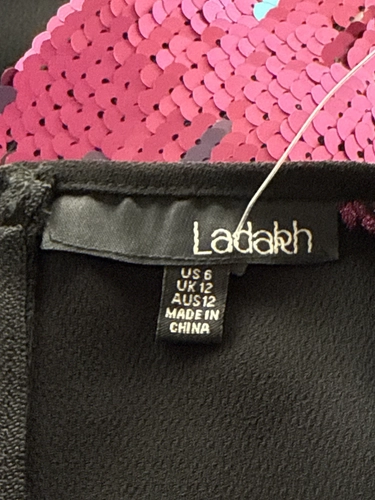 Ladakh
US 6
UK 12
AUS 12
MADE IN
CHINA